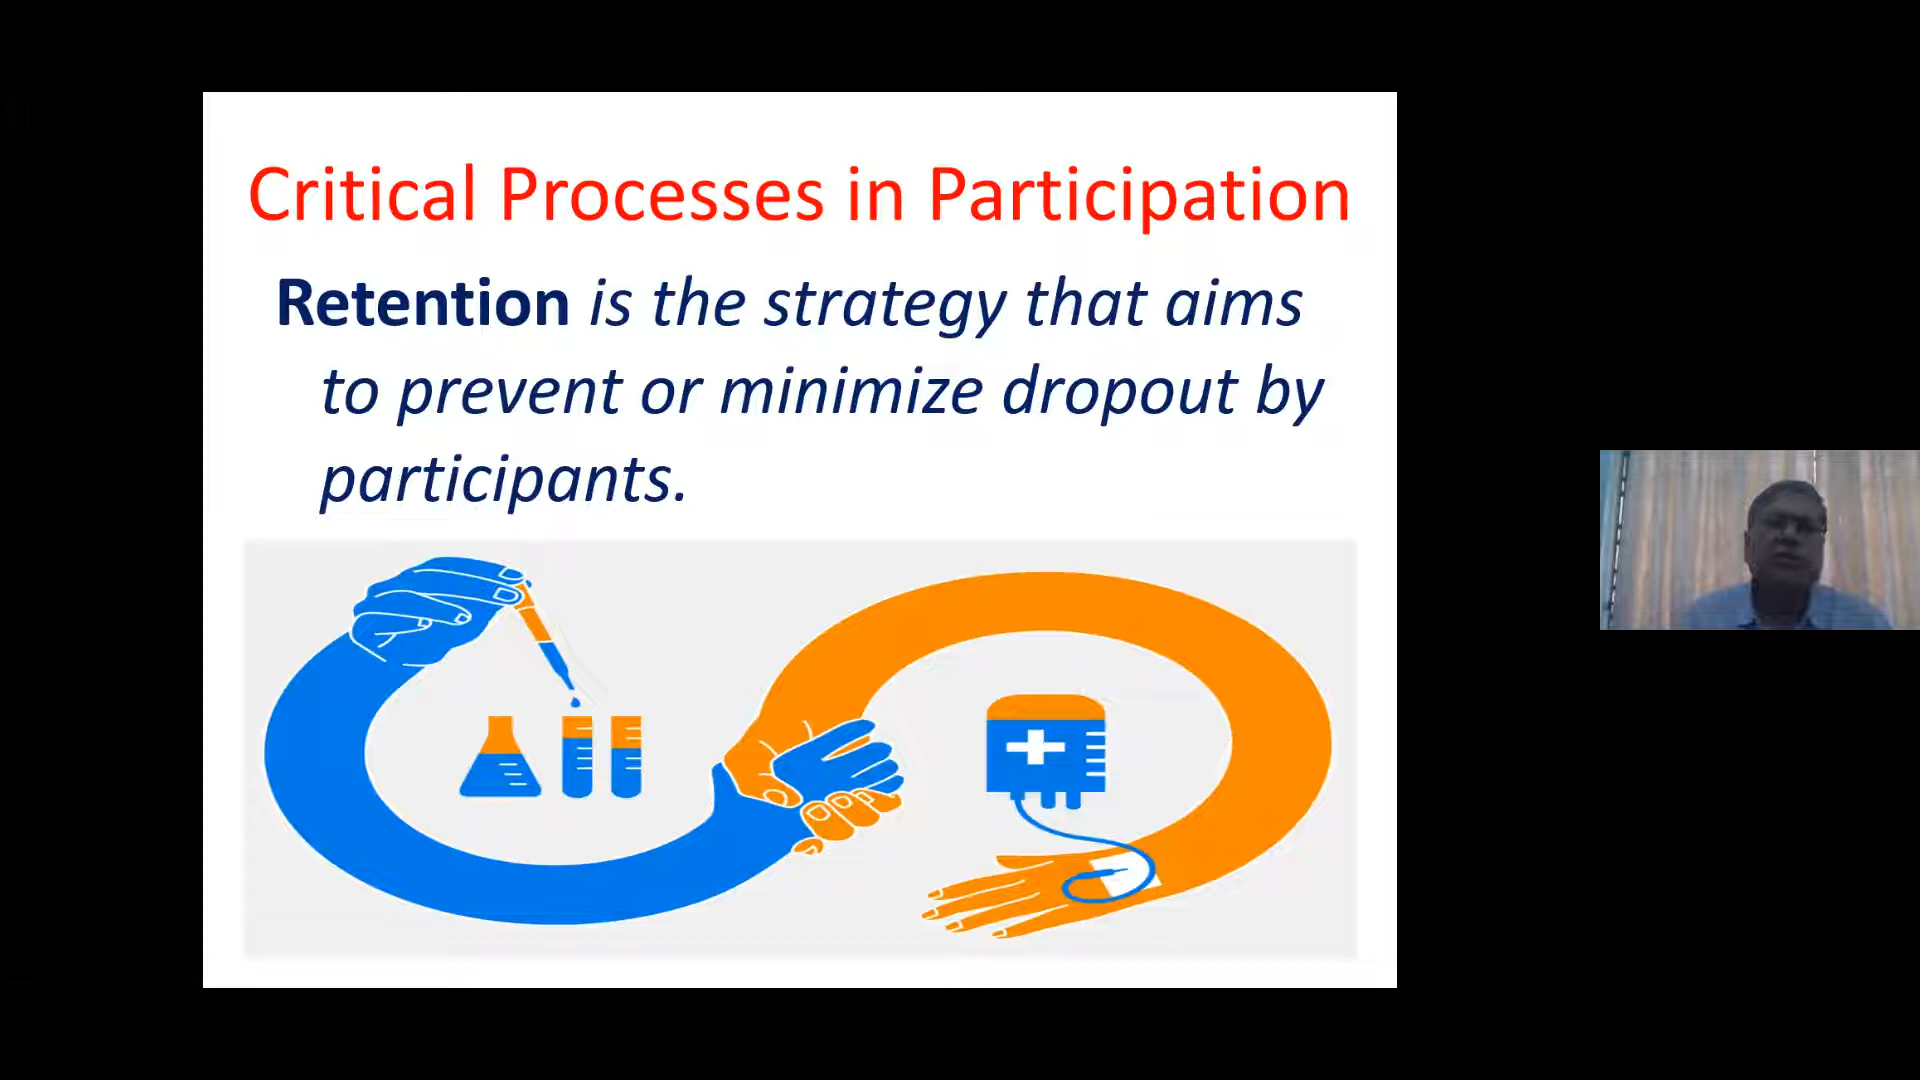 Critical Processes in Participation
Retention is the strategy that aims
to prevent or minimize dropout by
participants.